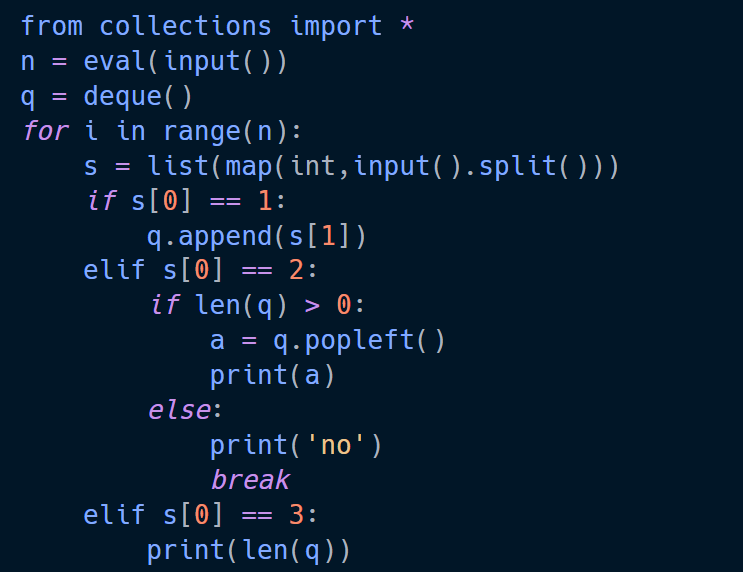 from collections import *
n = eval(input())
q = deque()
for i in range(n):
    s = list(map(int,input().split()))
    if s[0] == 1:
        q.append(s[1])
    elif s[0] == 2:
        if len(q) > 0:
            a = q.popleft()
            print(a)
        else:
            print('no')
            break
    elif s[0] == 3:
        print(len(q))